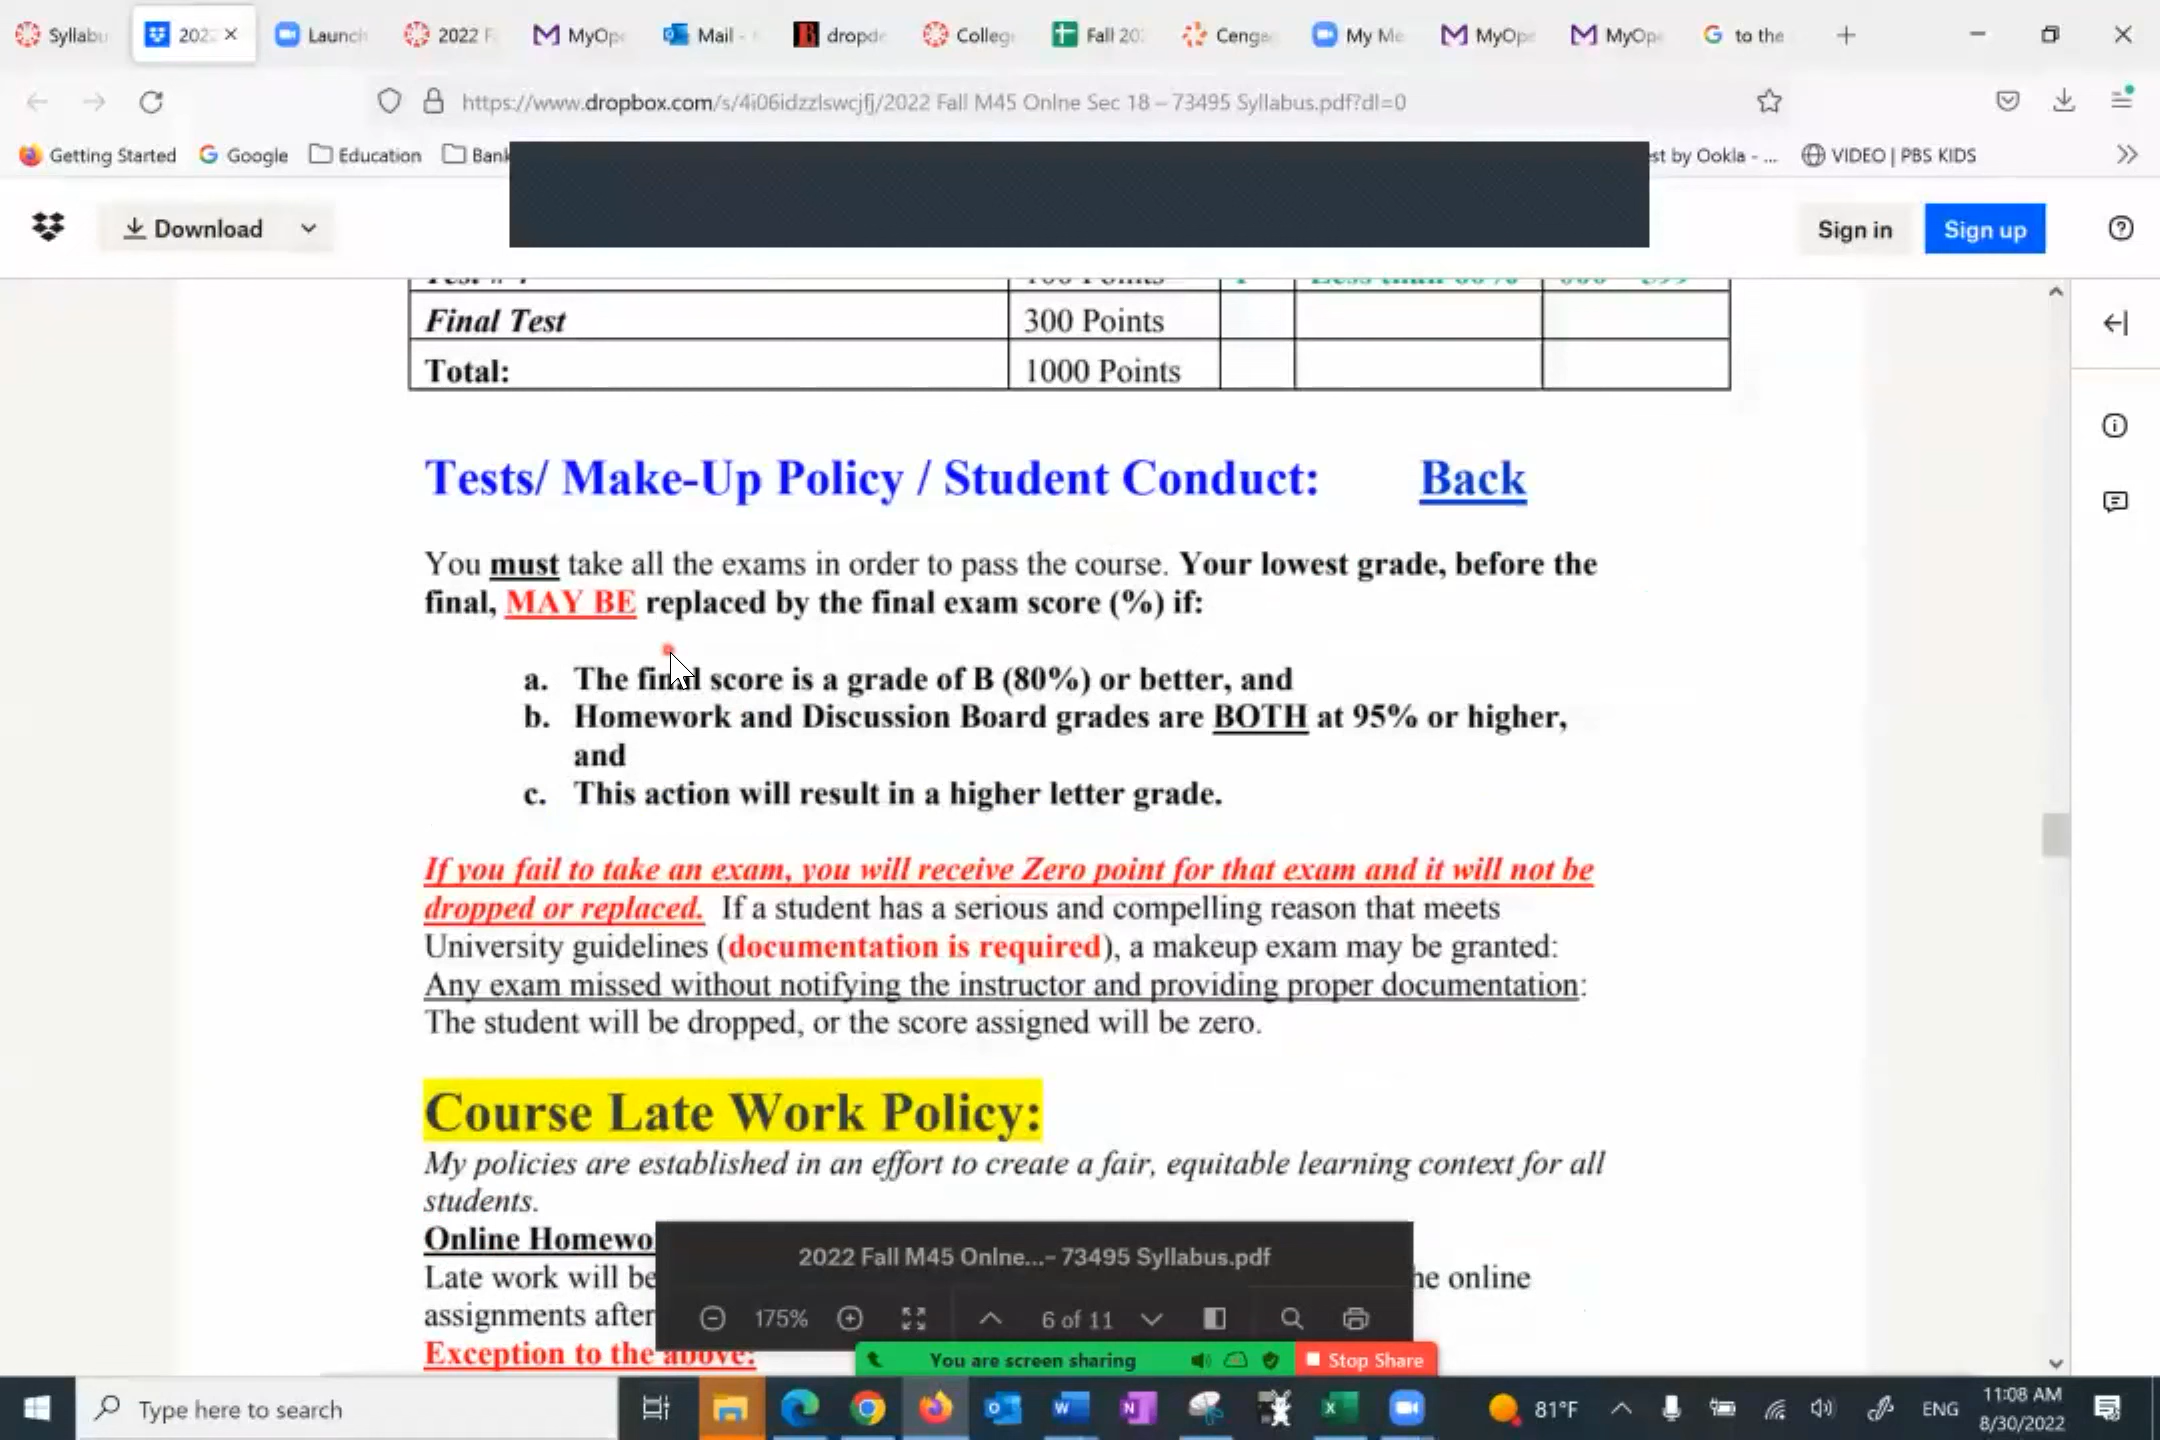 Syllabu
2022
Launch
2022 F
MyOpe
Mail -
dropde
Colleg
Fall 202
Cenga
My Me
MyOpe
MyOpe
to the
https://www.dropbox.com/s/4i06idzzlswcjfj/2022 Fall M45 Onlne Sec 18 – 73495 Syllabus.pdf?dl=0
Getting Started
Google
Education
Bank
st by Ookla - ...
VIDEO | PBS KIDS
Download
Sign in
Sign up
Final Test 300 Points
Total: 1000 Points
Tests/ Make-Up Policy / Student Conduct: Back
You must take all the exams in order to pass the course. Your lowest grade, before the
final, MAY BE replaced by the final exam score (%) if:
a. The final score is a grade of B (80%) or better, and
b. Homework and Discussion Board grades are BOTH at 95% or higher,
and
c. This action will result in a higher letter grade.
If you fail to take an exam, you will receive Zero point for that exam and it will not be
dropped or replaced. If a student has a serious and compelling reason that meets
University guidelines (documentation is required), a makeup exam may be granted:
Any exam missed without notifying the instructor and providing proper documentation:
The student will be dropped, or the score assigned will be zero.
Course Late Work Policy:
My policies are established in an effort to create a fair, equitable learning context for all
students.
Online Homewo
2022 Fall M45 Onlne...– 73495 Syllabus.pdf
Late work will be he online
assignments after
175%
6 of 11
Exception to the above:
You are screen sharing
Stop Share
Type here to search
81°F
ENG
11:08 AM
8/30/2022